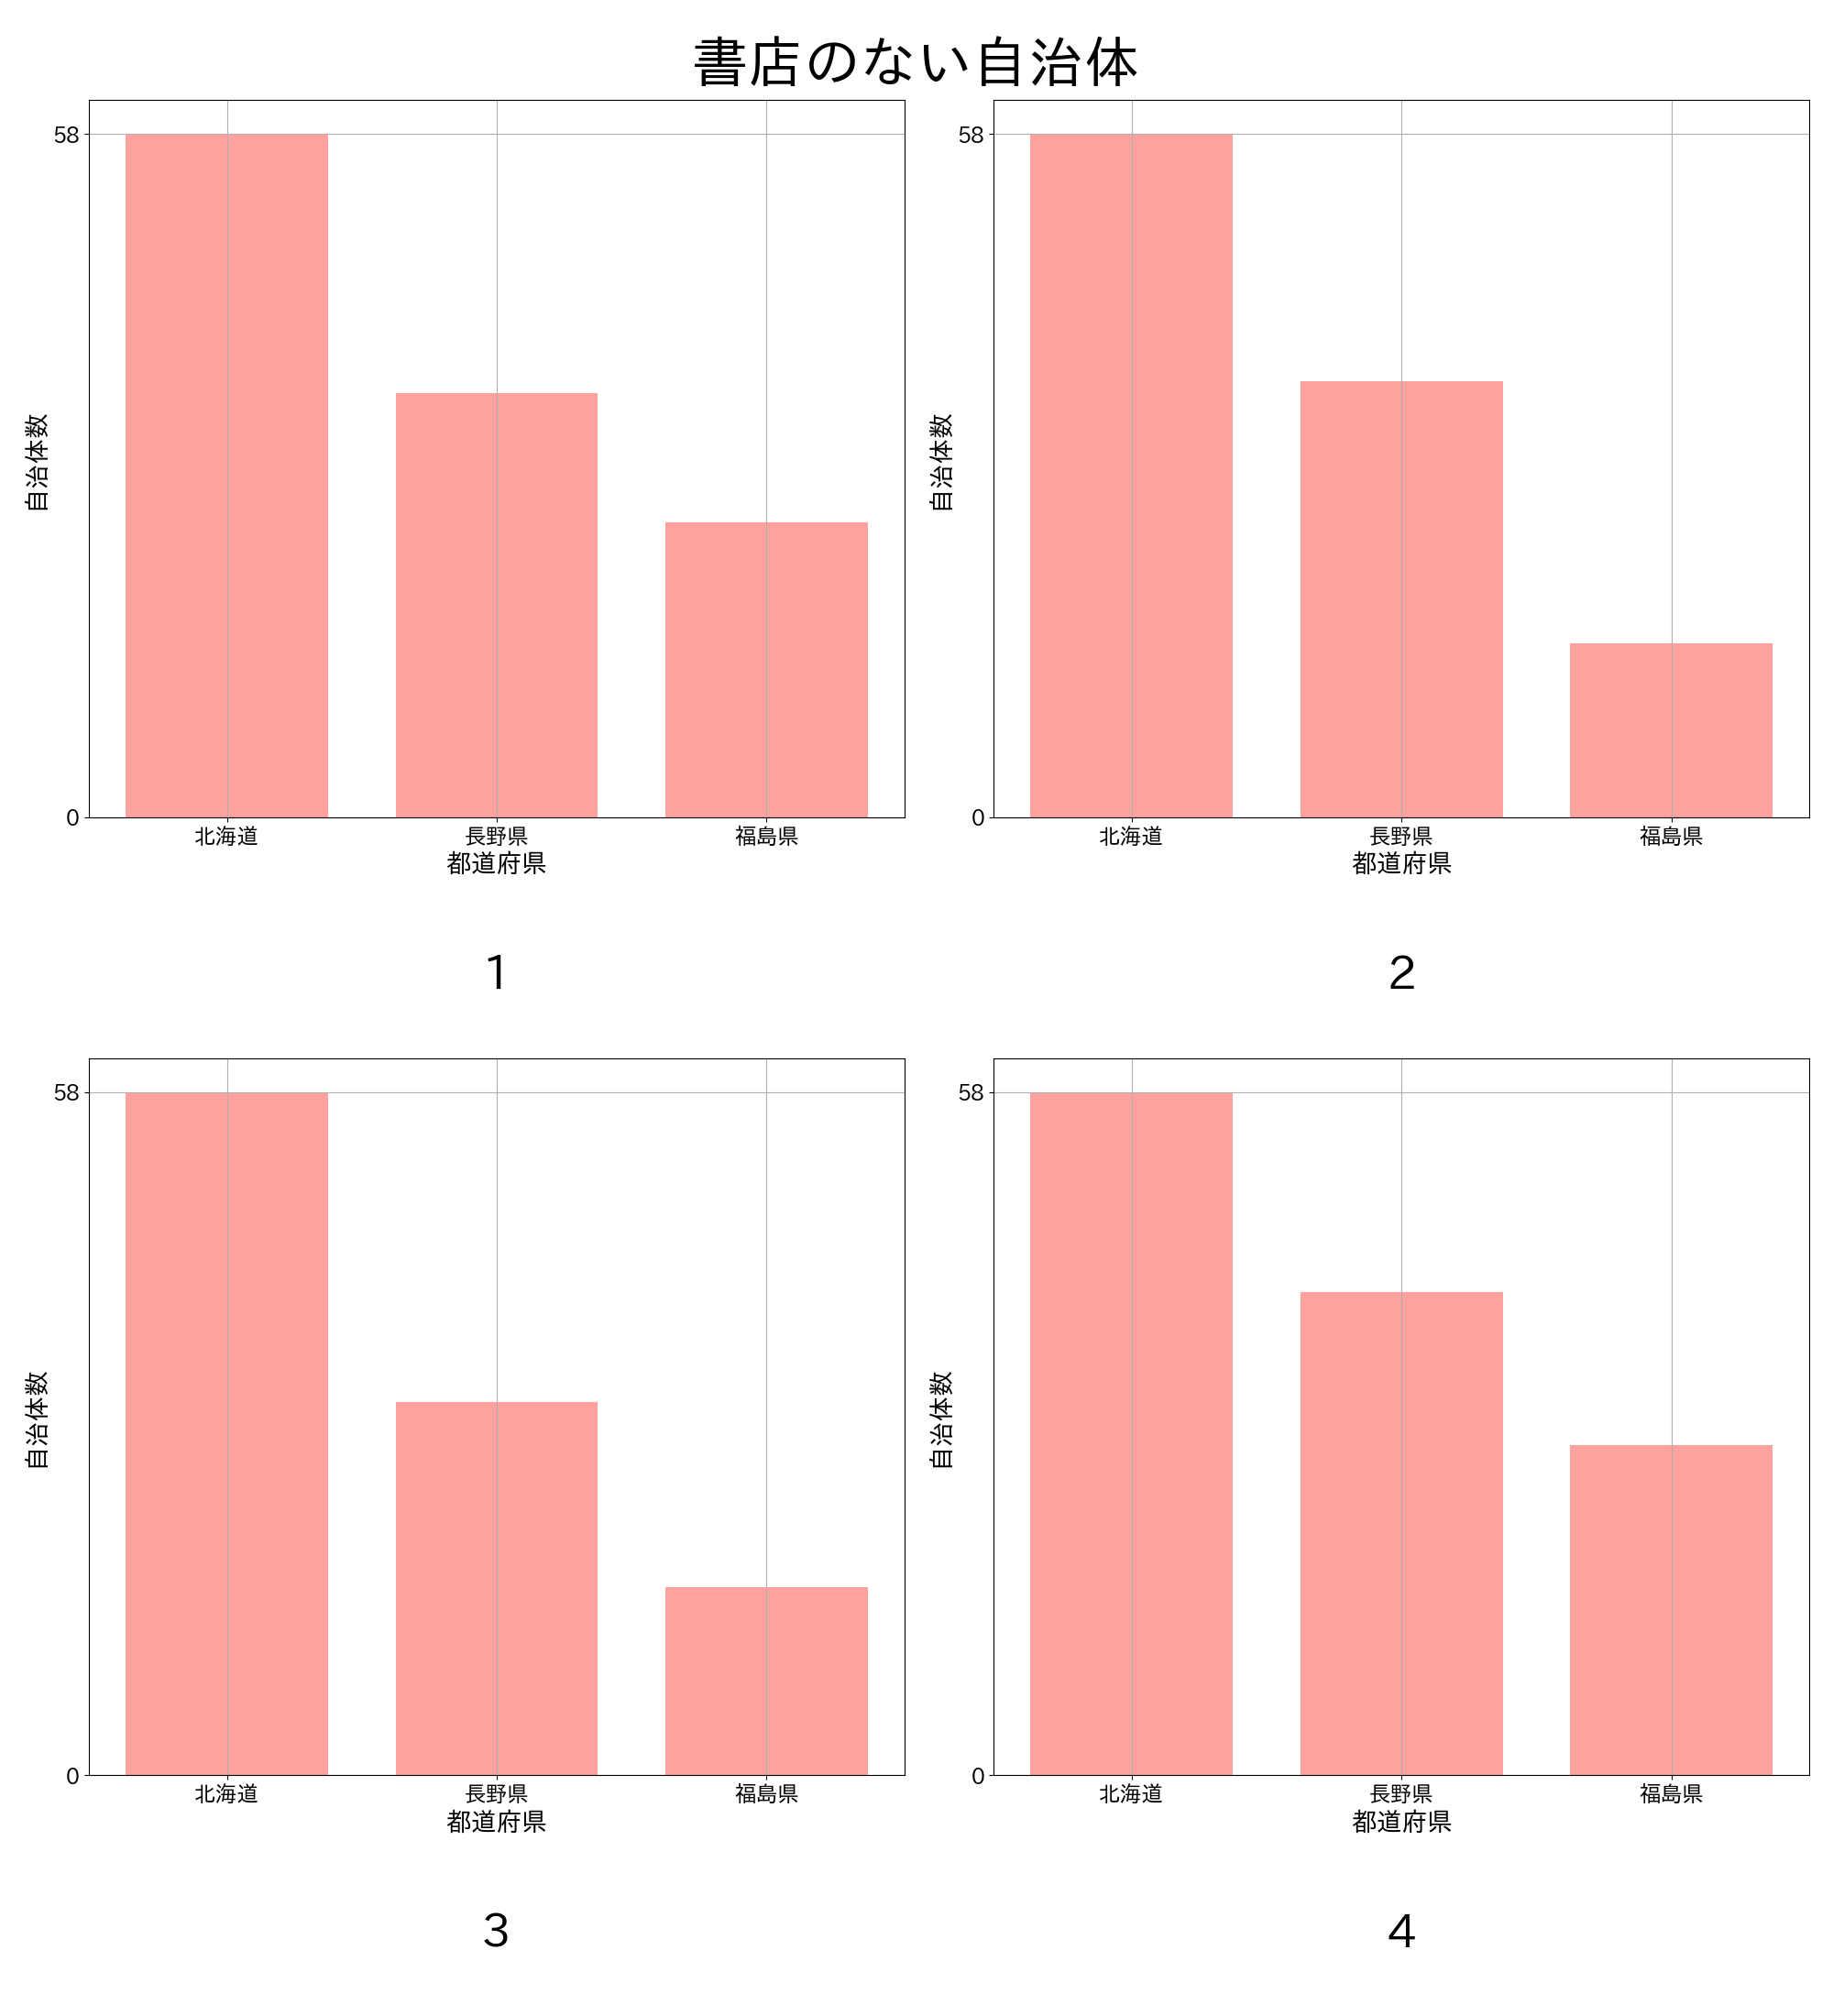 書店のない自治体
58
0
自治体数
北海道 長野県 福島県
都道府県
1
58
0
自治体数
北海道 長野県 福島県
都道府県
2
58
0
自治体数
北海道 長野県 福島県
都道府県
3
58
0
自治体数
北海道 長野県 福島県
都道府県
4